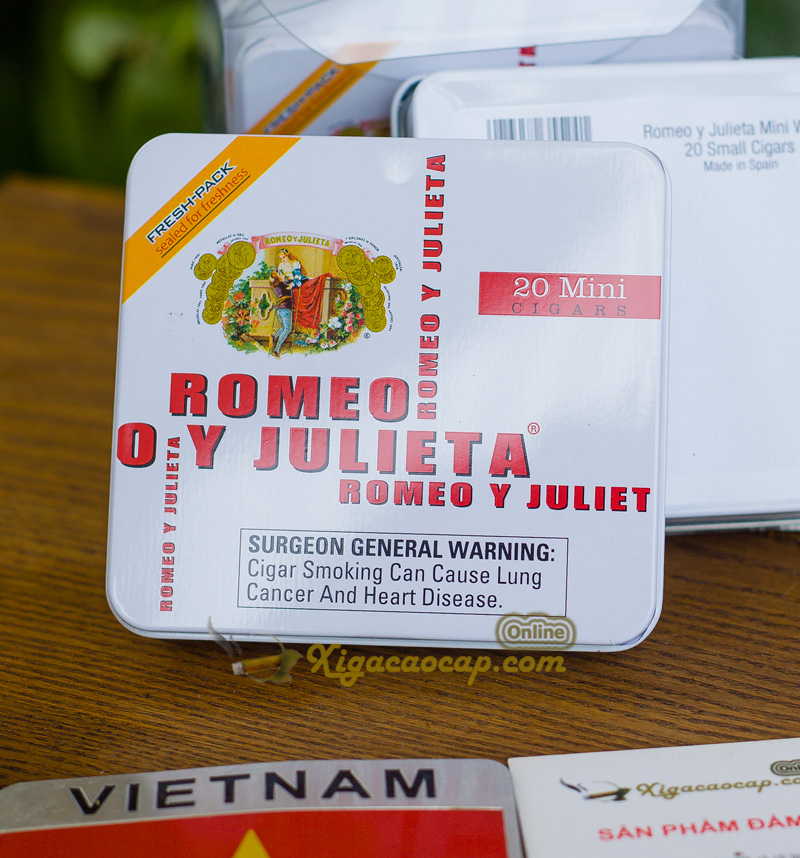 FRESH-PACK
Romeo y Julieta Mini W
20 Small Cigars
Made in Spain
FRESH-PACK
sealed for freshness
ROMEO Y JULIETA
ROMEO Y JULIETA
20 Mini
CIGARS
ROMEO
O Y JULIETA®
ROMEO Y JULIET
ROMEO Y JULIETA
SURGEON GENERAL WARNING:
Cigar Smoking Can Cause Lung
Cancer And Heart Disease.
Online
Xigacaocap.com
VIETNAM
Xigacaocap.com
SẢN PHẨM ĐẢM